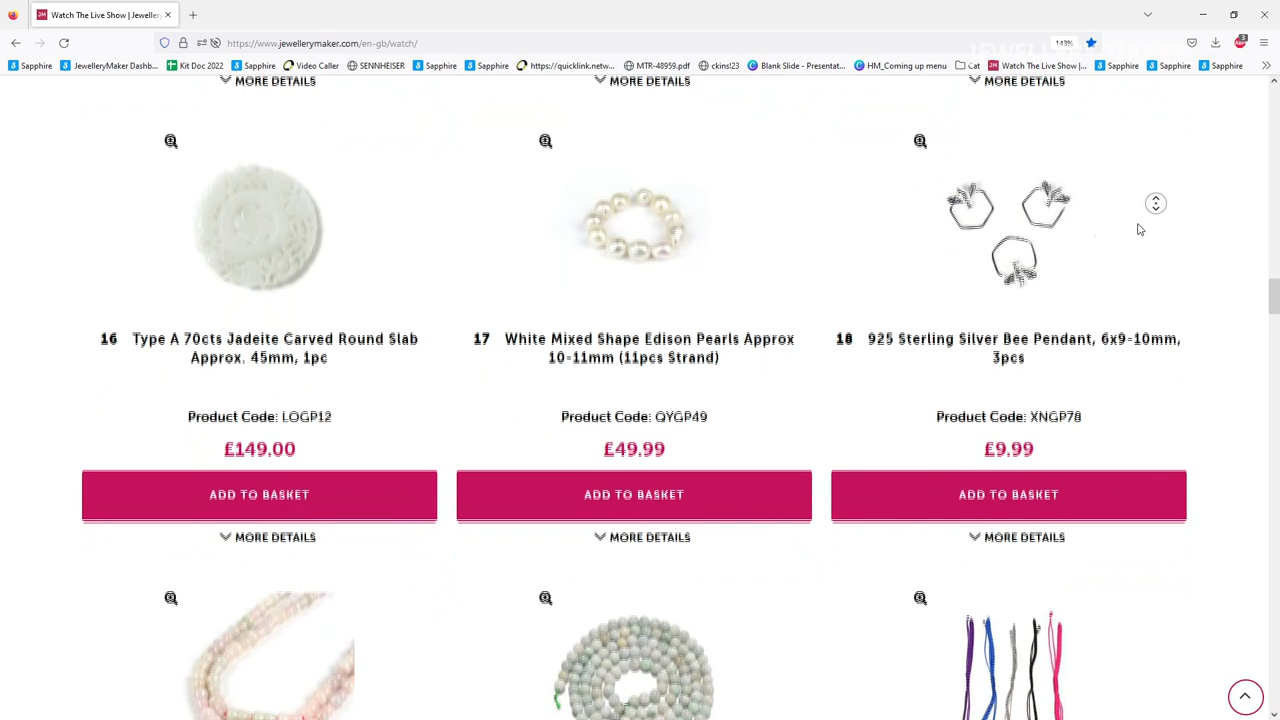 Watch The Live Show | Jeweller
https://www.jewellerymaker.com
gb/watch/
143%
Sapphire
JewelleryMaker Dashb...
Kit Doc 2022
Sapphire
Video Caller
SENNHEISER
Sapphire
Sapphire
https://quicklink.netw...
MTR-48959.pdf
ckins!23
Blank Slide - Presentat...
HM_Coming up menu
Cat
Watch The Live Show |...
Sapphire
Sapphire
Sapphire
MORE DETAILS
MORE DETAILS
MORE DETAILS
16 Type A 70cts Jadeite Carved Round Slab
Approx. 45mm, 1pc
Product Code: LOGP12
£149.00
ADD TO BASKET
MORE DETAILS
17 White Mixed Shape Edison Pearls Approx
10-11mm (11pcs Strand)
Product Code: QYGP49
£49.99
ADD TO BASKET
MORE DETAILS
18 925 Sterling Silver Bee Pendant, 6x9-10mm,
3pcs
Product Code: XNGP78
£9.99
ADD TO BASKET
MORE DETAILS